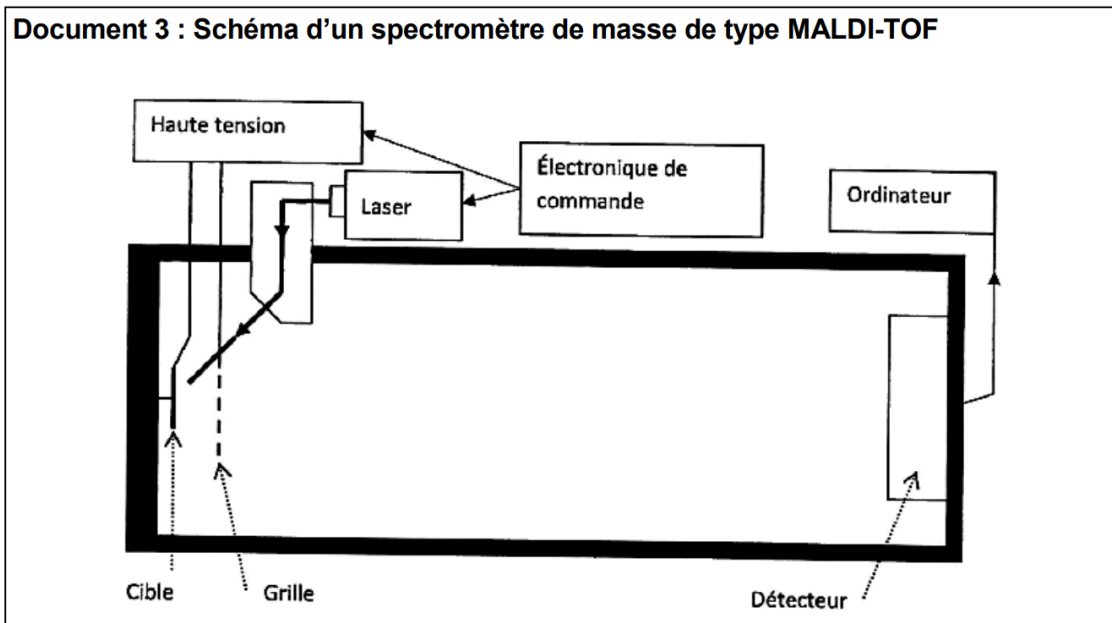 Document 3 : Schéma d’un spectromètre de masse de type MALDI-TOF
Haute tension
Électronique de
commande
Laser
Ordinateur
Cible
Grille
Détecteur